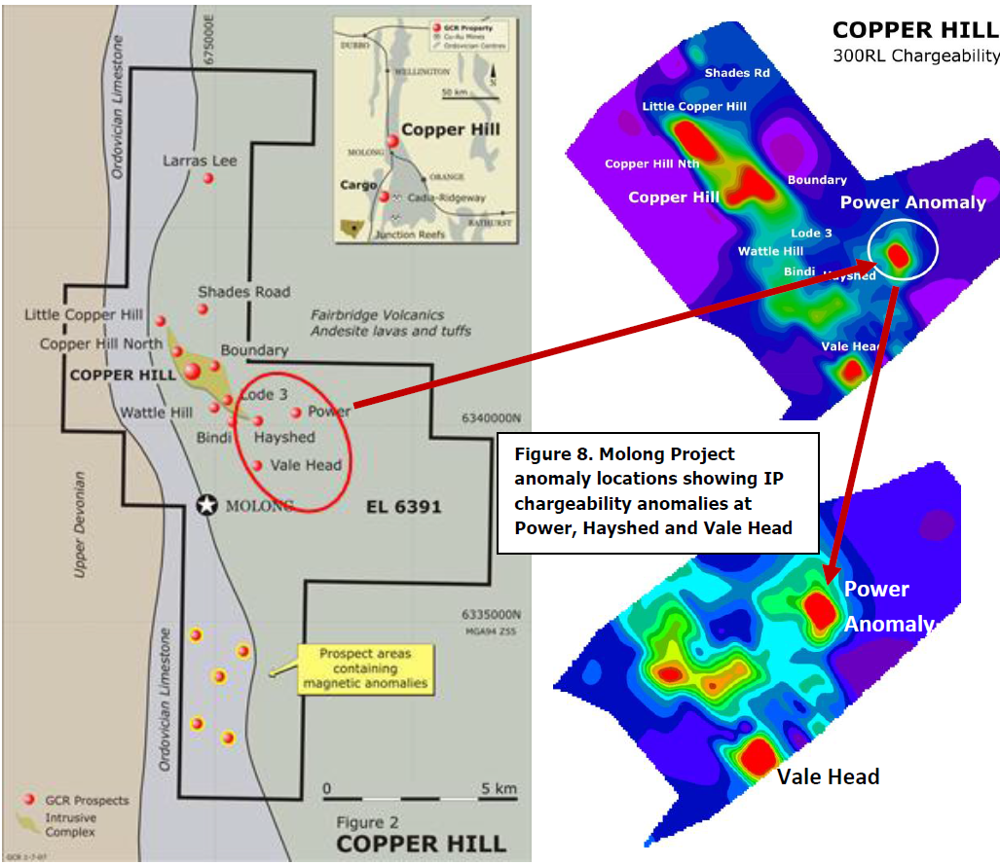 Ordovician Limestone
675000E
Larras Lee
Shades Road
Little Copper Hill
Copper Hill North
Boundary
COPPER HILL
Fairbridge Volcanics
Andesite lavas and tuffs
Lode 3
Wattle Hill
Power
Bindi
Hayshed
6340000N
Vale Head
MOLONG
EL 6391
Upper Devonian
6335000N
MGA94 Z55
Prospect areas
containing
magnetic anomalies
Ordovician Limestone
GCR Prospects
Intrusive
Complex
0 5 km
Figure 2
COPPER HILL
GCR 1-7-07
GCR Property
Cu-Au Mines
Ordovician Centres
DUBBO
WELLINGTON
N
50 km
Copper Hill
MOLONG
ORANGE
Cargo
Cadia-Ridgeway
BATHURST
Junction Reefs
COPPER HILL
300RL Chargeability
Shades Rd
Little Copper Hill
Copper Hill Nth
Boundary
Copper Hill
Power Anomaly
Lode 3
Wattle Hill
Bindi
Hayshed
Vale Head
Figure 8. Molong Project
anomaly locations showing IP
chargeability anomalies at
Power, Hayshed and Vale Head
Power
Anomaly
Vale Head